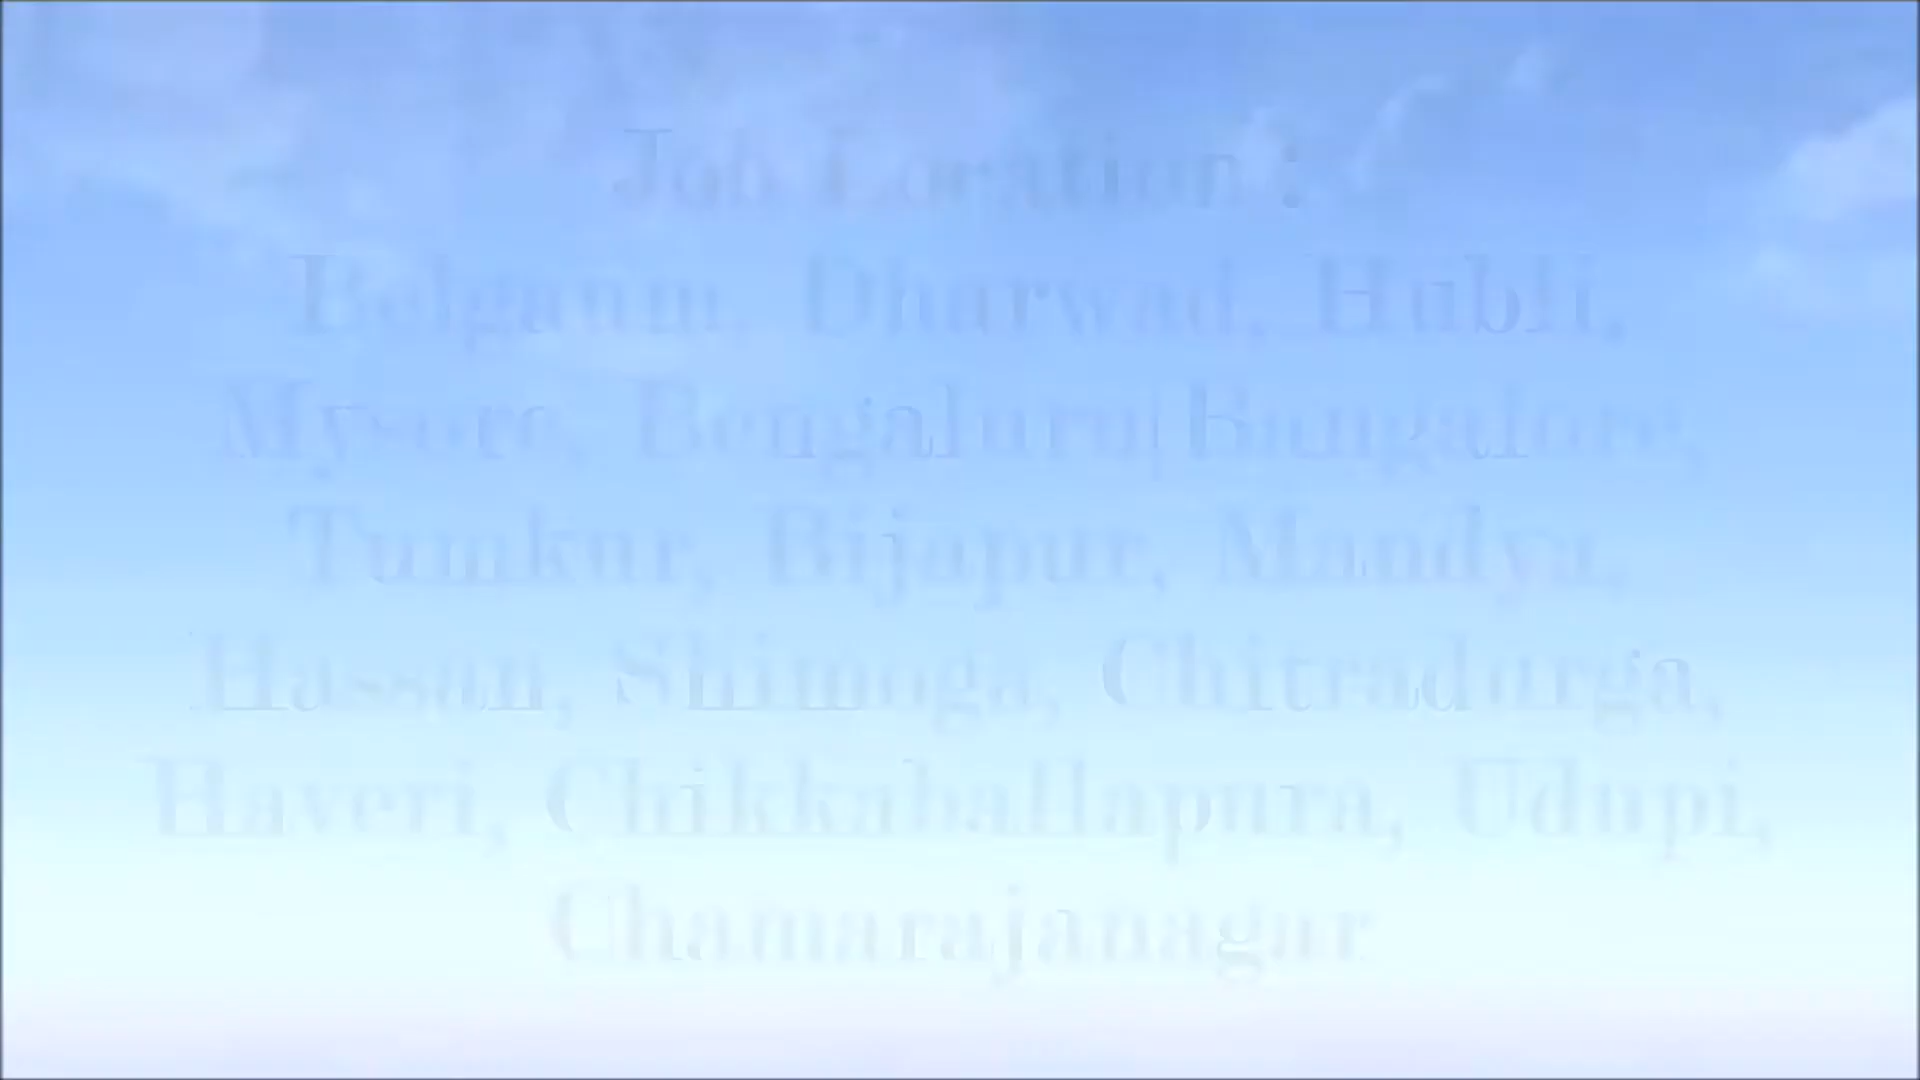 Job Location :
Belgaum, Dharwad, Hubli,
Mysore, Bengaluru|Bangalore,
Tumkur, Bijapur, Mandya,
Hassan, Shimoga, Chitradurga,
Haveri, Chikkaballapura, Udupi,
Chamarajanagar